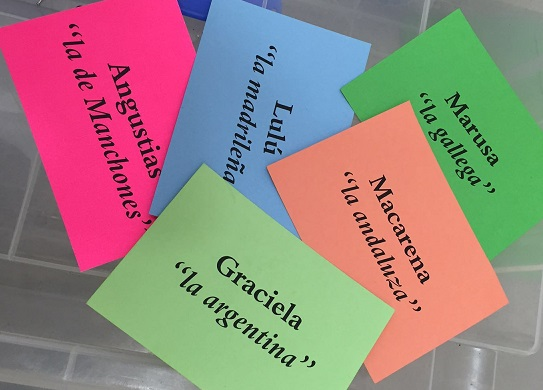 Angustias
“la de Manchones”
Lulú
“la madrileña
Marusa
“la gallega”
Macarena
“la andaluza”
Graciela
“la argentina”